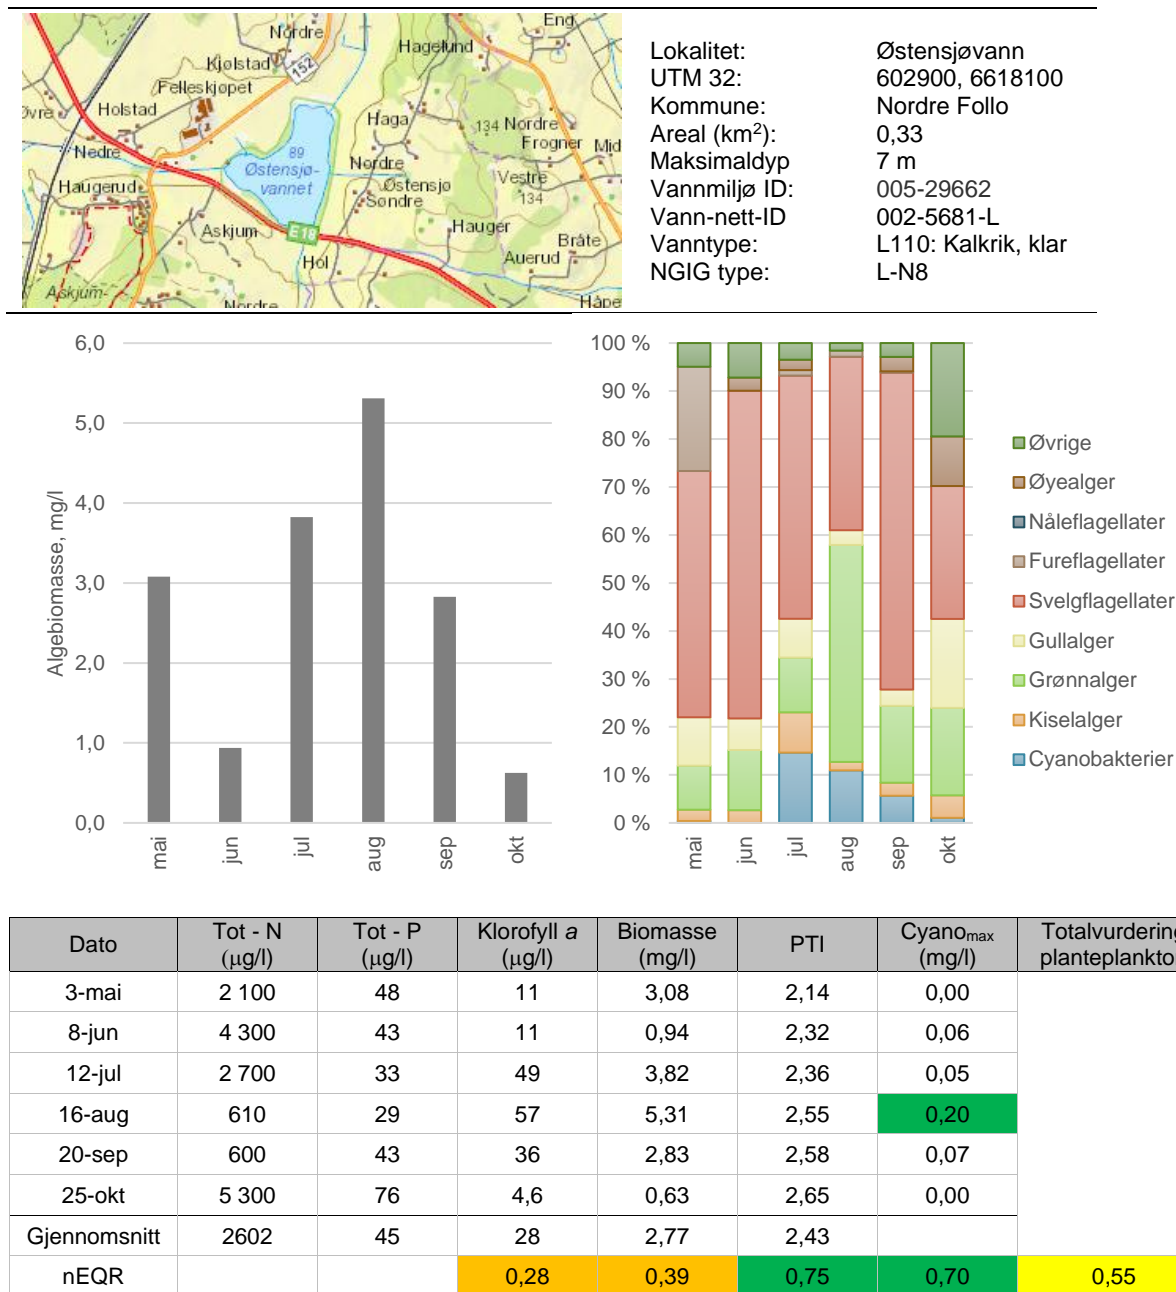 Nordre
Eng
Hagelund
Kjølstad
152
Felleskjøpet
Øvre
Holstad
Haga
134 Nordre
Frogner
Mid
Nedre
89
Østensjø-
vannet
Nordre
Østensjø
Søndre
Vestre
134
Haugerud
Askjum
E18
Hauger
Bråte
Hol
Auerud
Askjum-
Nordre
Håpe
Lokalitet: Østensjøvann
UTM 32: 602900, 6618100
Kommune: Nordre Follo
Areal (km²): 0,33
Maksimaldyp 7 m
Vannmiljø ID: 005-29662
Vann-nett-ID 002-5681-L
Vanntype: L110: Kalkrik, klar
NGIG type: L-N8
Algebiomasse, mg/l
6,0
5,0
4,0
3,0
2,0
1,0
0,0
mai jun jul aug sep okt
100 %
90 %
80 %
70 %
60 %
50 %
40 %
30 %
20 %
10 %
0 %
mai jun jul aug sep okt
Øvrige
Øyealger
Nåleflagellater
Fureflagellater
Svelgflagellater
Gullalger
Grønnalger
Kiselalger
Cyanobakterier
Dato Tot - N (µg/l) Tot - P (µg/l) Klorofyll a (µg/l) Biomasse (mg/l) PTI Cyanomax (mg/l) Totalvurdering planteplankto
3-mai 2 100 48 11 3,08 2,14 0,00
8-jun 4 300 43 11 0,94 2,32 0,06
12-jul 2 700 33 49 3,82 2,36 0,05
16-aug 610 29 57 5,31 2,55 0,20
20-sep 600 43 36 2,83 2,58 0,07
25-okt 5 300 76 4,6 0,63 2,65 0,00
Gjennomsnitt 2602 45 28 2,77 2,43
nEQR 0,28 0,39 0,75 0,70 0,55